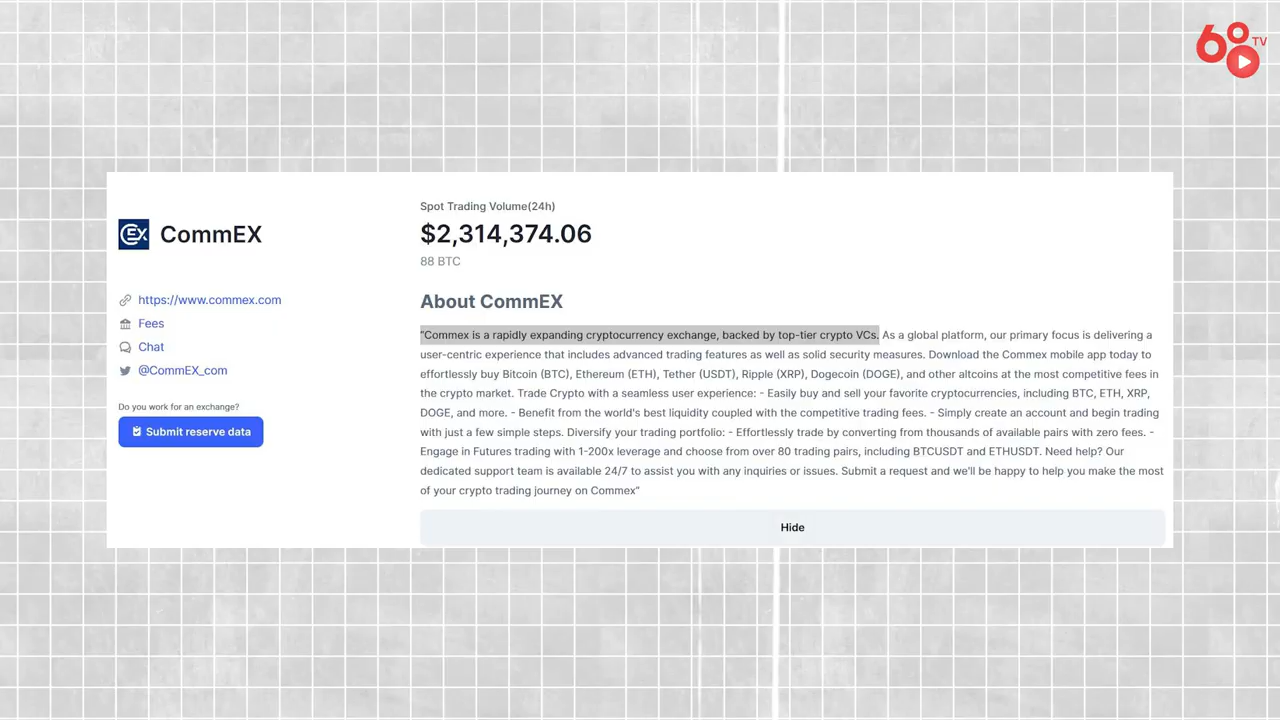 68 TV
CommEX
https://www.commex.com
Fees
Chat
@CommEX_com
Do you work for an exchange?
Submit reserve data
Spot Trading Volume(24h)
$2,314,374.06
88 BTC
About CommEX
"Commex is a rapidly expanding cryptocurrency exchange, backed by top-tier crypto VCs. As a global platform, our primary focus is delivering a
user-centric experience that includes advanced trading features as well as solid security measures. Download the Commex mobile app today to
effortlessly buy Bitcoin (BTC), Ethereum (ETH), Tether (USDT), Ripple (XRP), Dogecoin (DOGE), and other altcoins at the most competitive fees in
the crypto market. Trade Crypto with a seamless user experience: - Easily buy and sell your favorite cryptocurrencies, including BTC, ETH, XRP,
DOGE, and more. - Benefit from the world's best liquidity coupled with the competitive trading fees. - Simply create an account and begin trading
with just a few simple steps. Diversify your trading portfolio: - Effortlessly trade by converting from thousands of available pairs with zero fees. -
Engage in Futures trading with 1-200x leverage and choose from over 80 trading pairs, including BTCUSDT and ETHUSDT. Need help? Our
dedicated support team is available 24/7 to assist you with any inquiries or issues. Submit a request and we'll be happy to help you make the most
of your crypto trading journey on Commex"
Hide